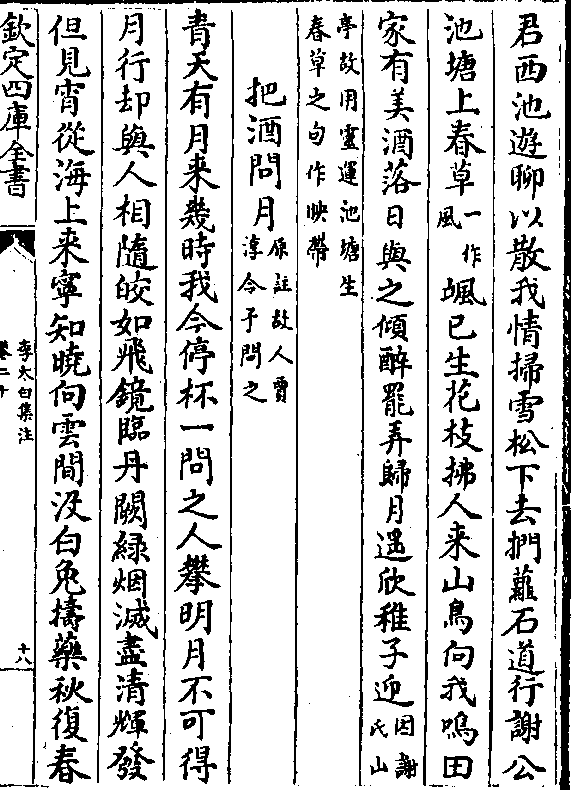 君西池遊聊以散我情掃雪松下去捫蘿石道行謝公
池塘上春草一作風颯已生花枝拂人来山鳥向我鳴田
家有美酒落日與之傾醉罷弄歸月遥欣稚子迎因謝氏山
亭故用靈運池塘生
春草之句作映帶
把酒問月原註故人賈淳令予問之
青天有月来幾時我今停杯一問之人攀明月不可得
月行却與人相隨皎如飛鏡臨丹闕緑烟滅盡清輝發
但見宵從海上来寧知曉向雲間没白兔擣藥秋復春
欽定四庫全書
李太白集注
卷二十
十八